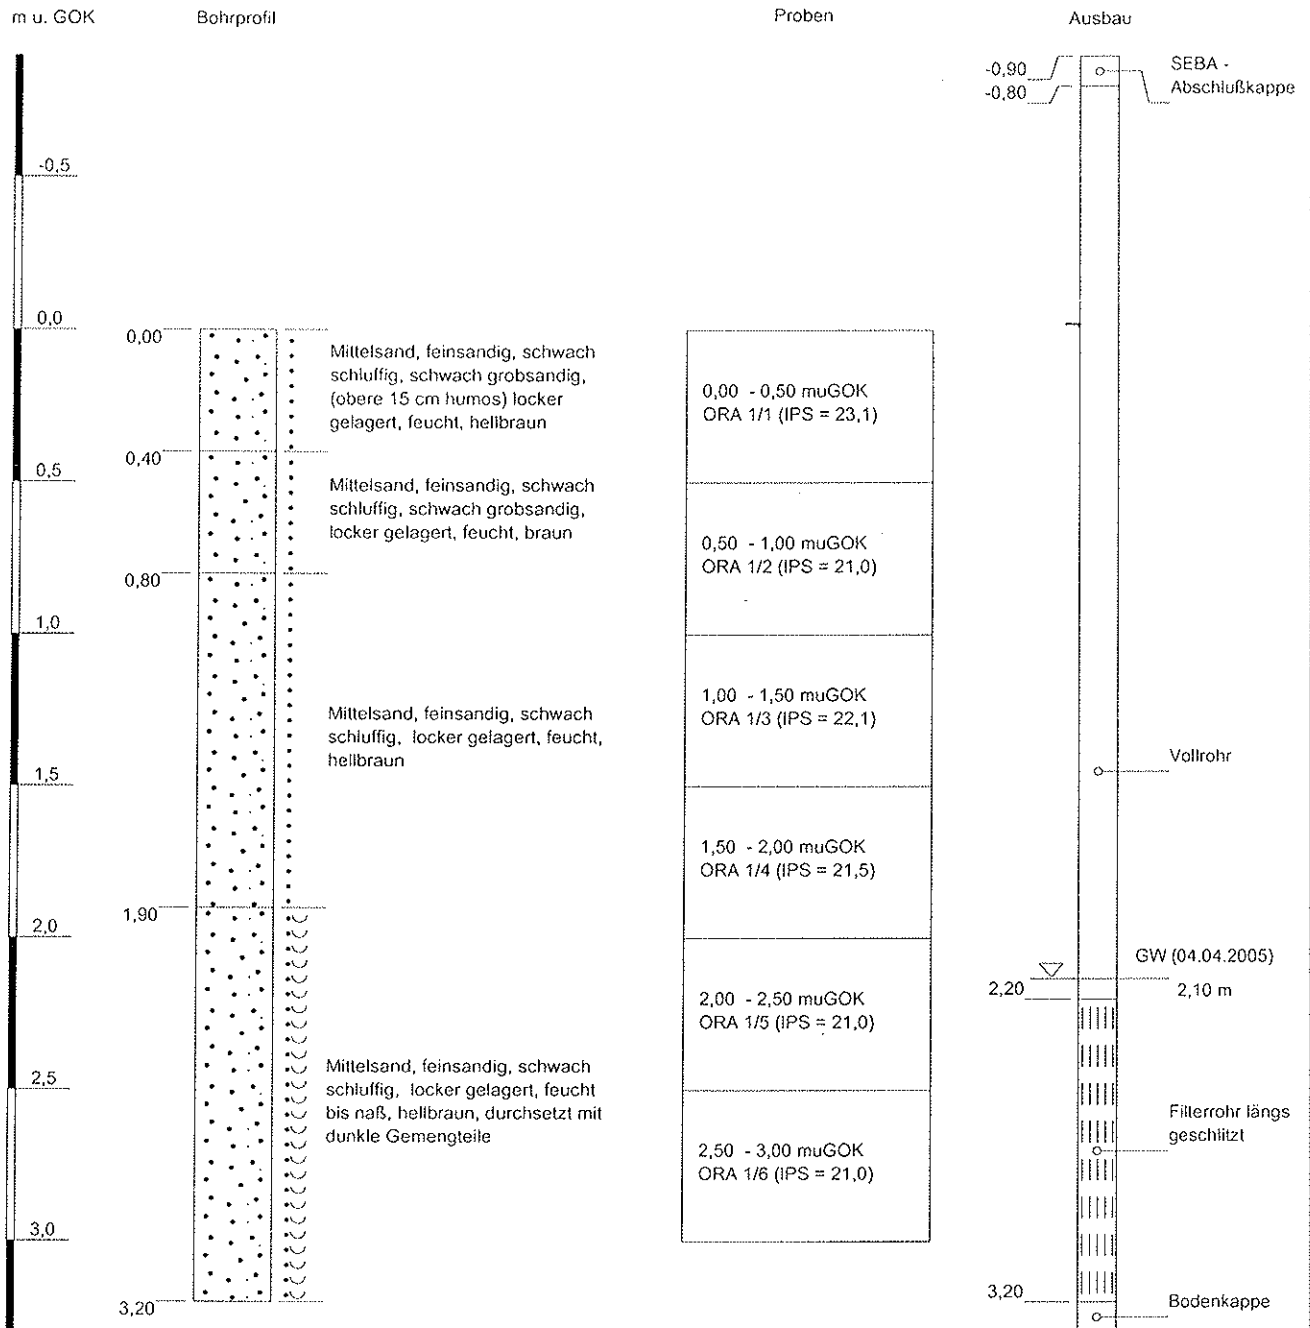 m u. GOK
Bohrprofil
Proben
Ausbau
-0,5
0,0
0,5
1,0
1,5
2,0
2,5
3,0
0,00
0,40
0,80
1,90
3,20
Mittelsand, feinsandig, schwach
schluffig, schwach grobsandig,
(obere 15 cm humos) locker
gelagert, feucht, hellbraun
Mittelsand, feinsandig, schwach
schluffig, schwach grobsandig,
locker gelagert, feucht, braun
Mittelsand, feinsandig, schwach
schluffig, locker gelagert, feucht,
hellbraun
Mittelsand, feinsandig, schwach
schluffig, locker gelagert, feucht
bis naß, hellbraun, durchsetzt mit
dunkle Gemengteile
0,00 - 0,50 muGOK
ORA 1/1 (IPS = 23,1)
0,50 - 1,00 muGOK
ORA 1/2 (IPS = 21,0)
1,00 - 1,50 muGOK
ORA 1/3 (IPS = 22,1)
1,50 - 2,00 muGOK
ORA 1/4 (IPS = 21,5)
2,00 - 2,50 muGOK
ORA 1/5 (IPS = 21,0)
2,50 - 3,00 muGOK
ORA 1/6 (IPS = 21,0)
-0,90
-0,80
SEBA -
Abschlußkappe
Vollrohr
GW (04.04.2005)
2,20
2,10 m
Filterrohr längs
geschlitzt
3,20
Bodenkappe